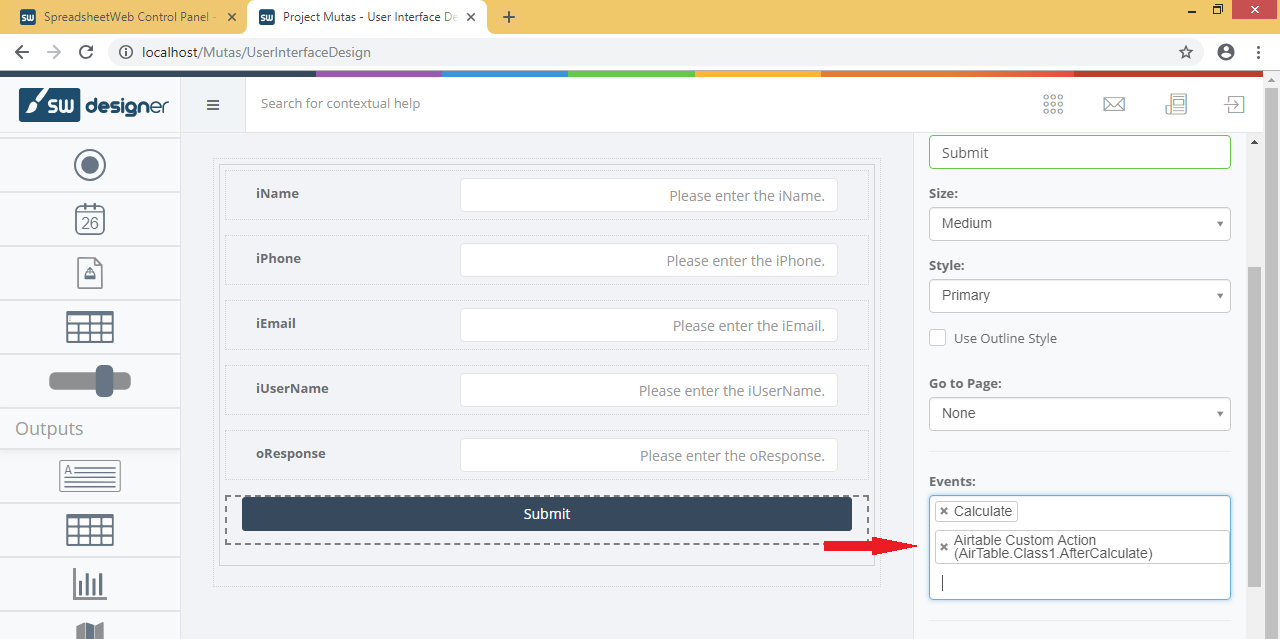 SW SpreadsheetWeb Control Panel -
SW Project Mutas - User Interface De
localhost/Mutas/UserInterfaceDesign
SW designer
Search for contextual help
26
Outputs
A
iName
Please enter the iName.
iPhone
Please enter the iPhone.
iEmail
Please enter the iEmail.
iUserName
Please enter the iUserName.
oResponse
Please enter the oResponse.
Submit
Submit
Size:
Medium
Style:
Primary
Use Outline Style
Go to Page:
None
Events:
Calculate
Airtable Custom Action
(AirTable.Class1.AfterCalculate)